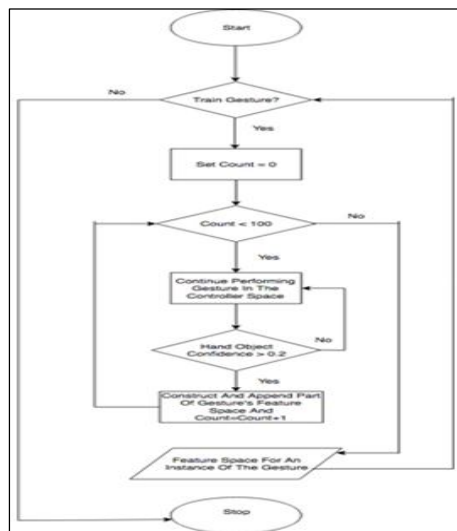 Start
No
Train Gesture?
Yes
Set Count = 0
Count < 100
No
Yes
Continue Performing
Gesture In The
Controller Space
Hand Object
Confidence > 0.2
No
Yes
Construct And Append Part
Of Gesture's Feature
Space And
Count=Count+1
Feature Space For An
Instance Of The Gesture
Stop